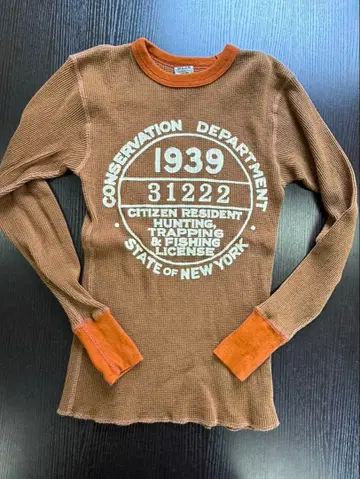 CONSERVATION DEPARTMENT
1939
31222
CITIZEN RESIDENT
HUNTING,
TRAPPING
& FISHING
LICENSE
STATE OF NEW YORK